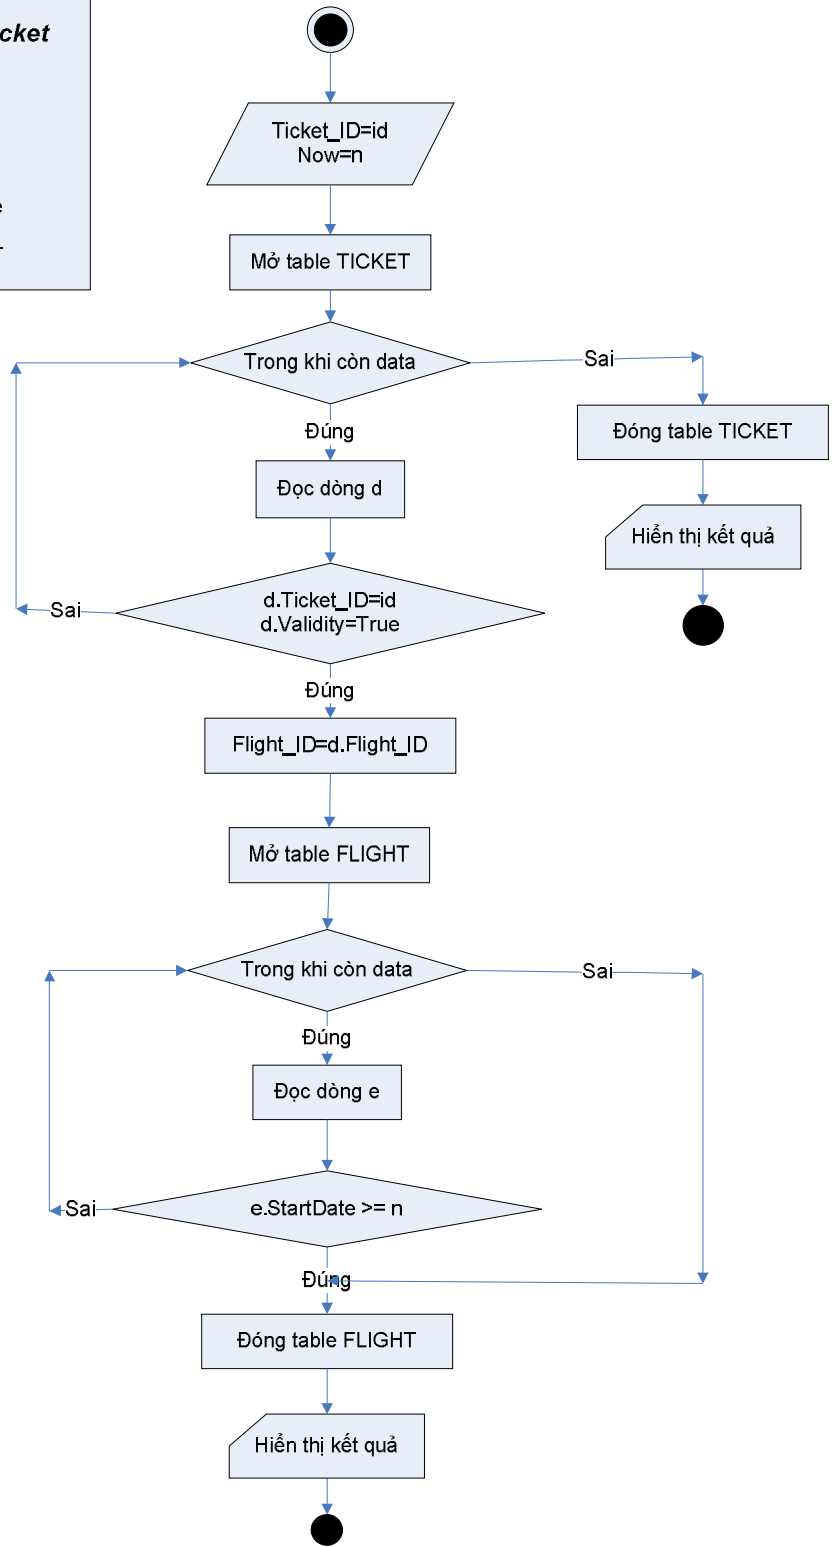 Ticket_ID=id
Now=n
Mở table TICKET
Trong khi còn data
Sai
Đúng
Đóng table TICKET
Đọc dòng d
Hiển thị kết quả
d.Ticket_ID=id
d.Validity=True
Sai
Đúng
Flight_ID=d.Flight_ID
Mở table FLIGHT
Trong khi còn data
Sai
Đúng
Đọc dòng e
e.StartDate >= n
Sai
Đúng
Đóng table FLIGHT
Hiển thị kết quả